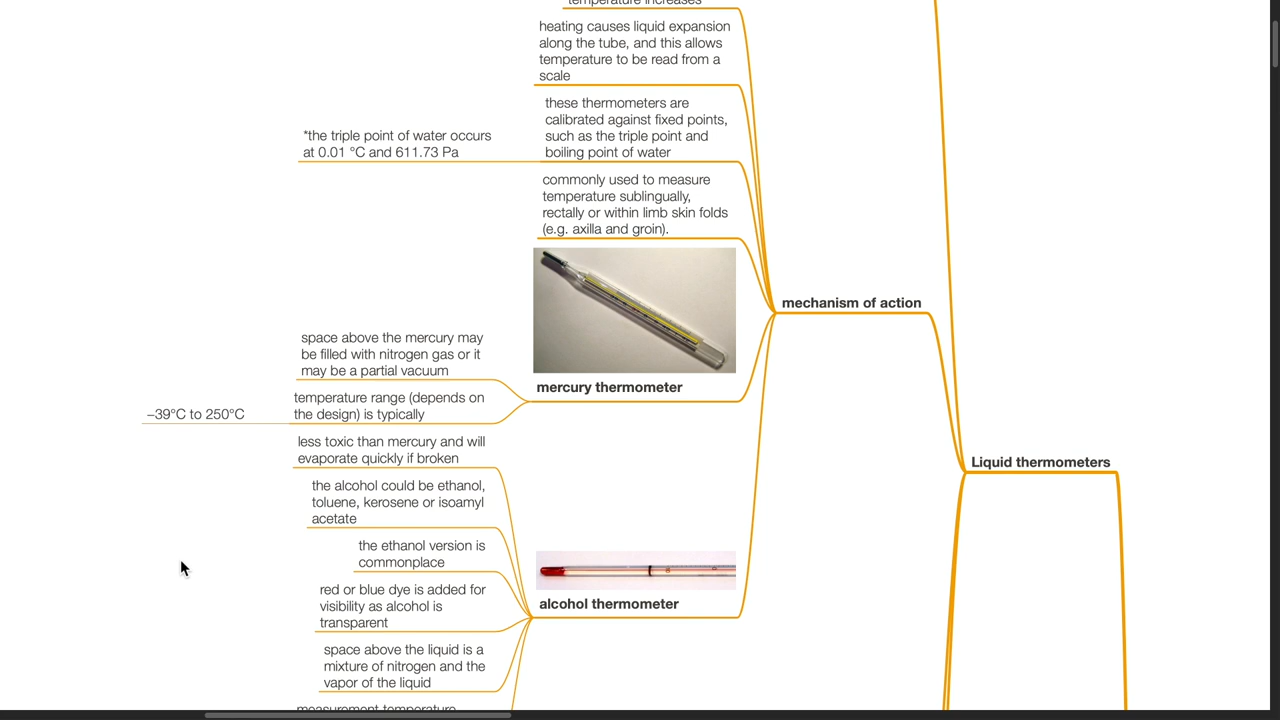 temperature increases
heating causes liquid expansion
along the tube, and this allows
temperature to be read from a
scale
these thermometers are
calibrated against fixed points,
such as the triple point and
boiling point of water
*the triple point of water occurs
at 0.01 °C and 611.73 Pa
commonly used to measure
temperature sublingually,
rectally or within limb skin folds
(e.g. axilla and groin).
mechanism of action
space above the mercury may
be filled with nitrogen gas or it
may be a partial vacuum
mercury thermometer
temperature range (depends on
the design) is typically
–39°C to 250°C
less toxic than mercury and will
evaporate quickly if broken
Liquid thermometers
the alcohol could be ethanol,
toluene, kerosene or isoamyl
acetate
the ethanol version is
commonplace
alcohol thermometer
red or blue dye is added for
visibility as alcohol is
transparent
space above the liquid is a
mixture of nitrogen and the
vapor of the liquid
measurement temperature